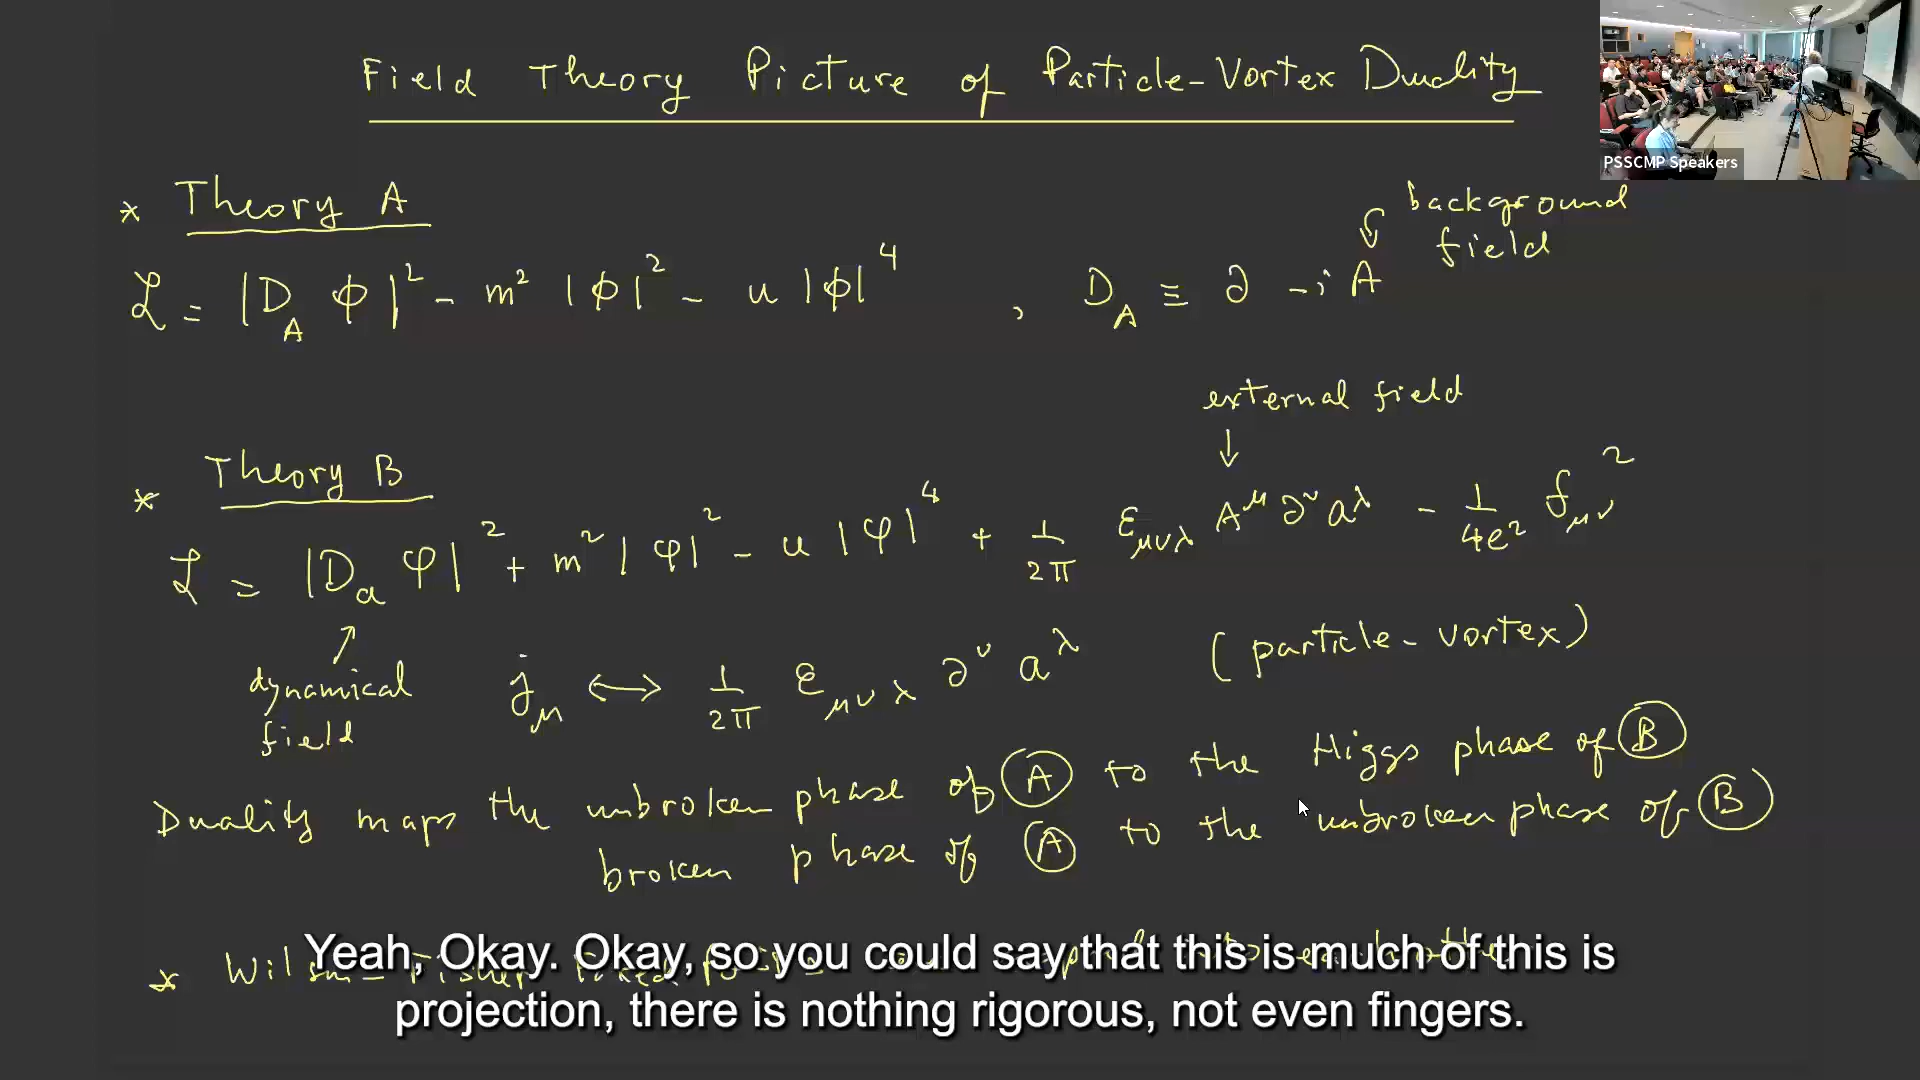 Field Theory Picture of Particle-Vortex Duality
PSSCMP Speakers
* Theory A
background field
ℒ = |D_A ϕ|² - m² |ϕ|² - u |ϕ|⁴ , D_A ≡ ∂ - i A
external field
* Theory B
ℒ = |D_a φ|² + m² |φ|² - u |φ|⁴ + 1/2π ε_μνλ A^μ ∂^ν a^λ - 1/4e² f_μν²
dynamical field
j_μ ↔ 1/2π ε_μνλ ∂^ν a^λ (particle-vortex)
Duality maps the unbroken phase of Ⓐ to the Higgs phase of Ⓑ
broken phase of Ⓐ to the unbroken phase of Ⓑ
* Wilson-Fisher
Yeah, Okay. Okay, so you could say that this is much of this is
projection, there is nothing rigorous, not even fingers.